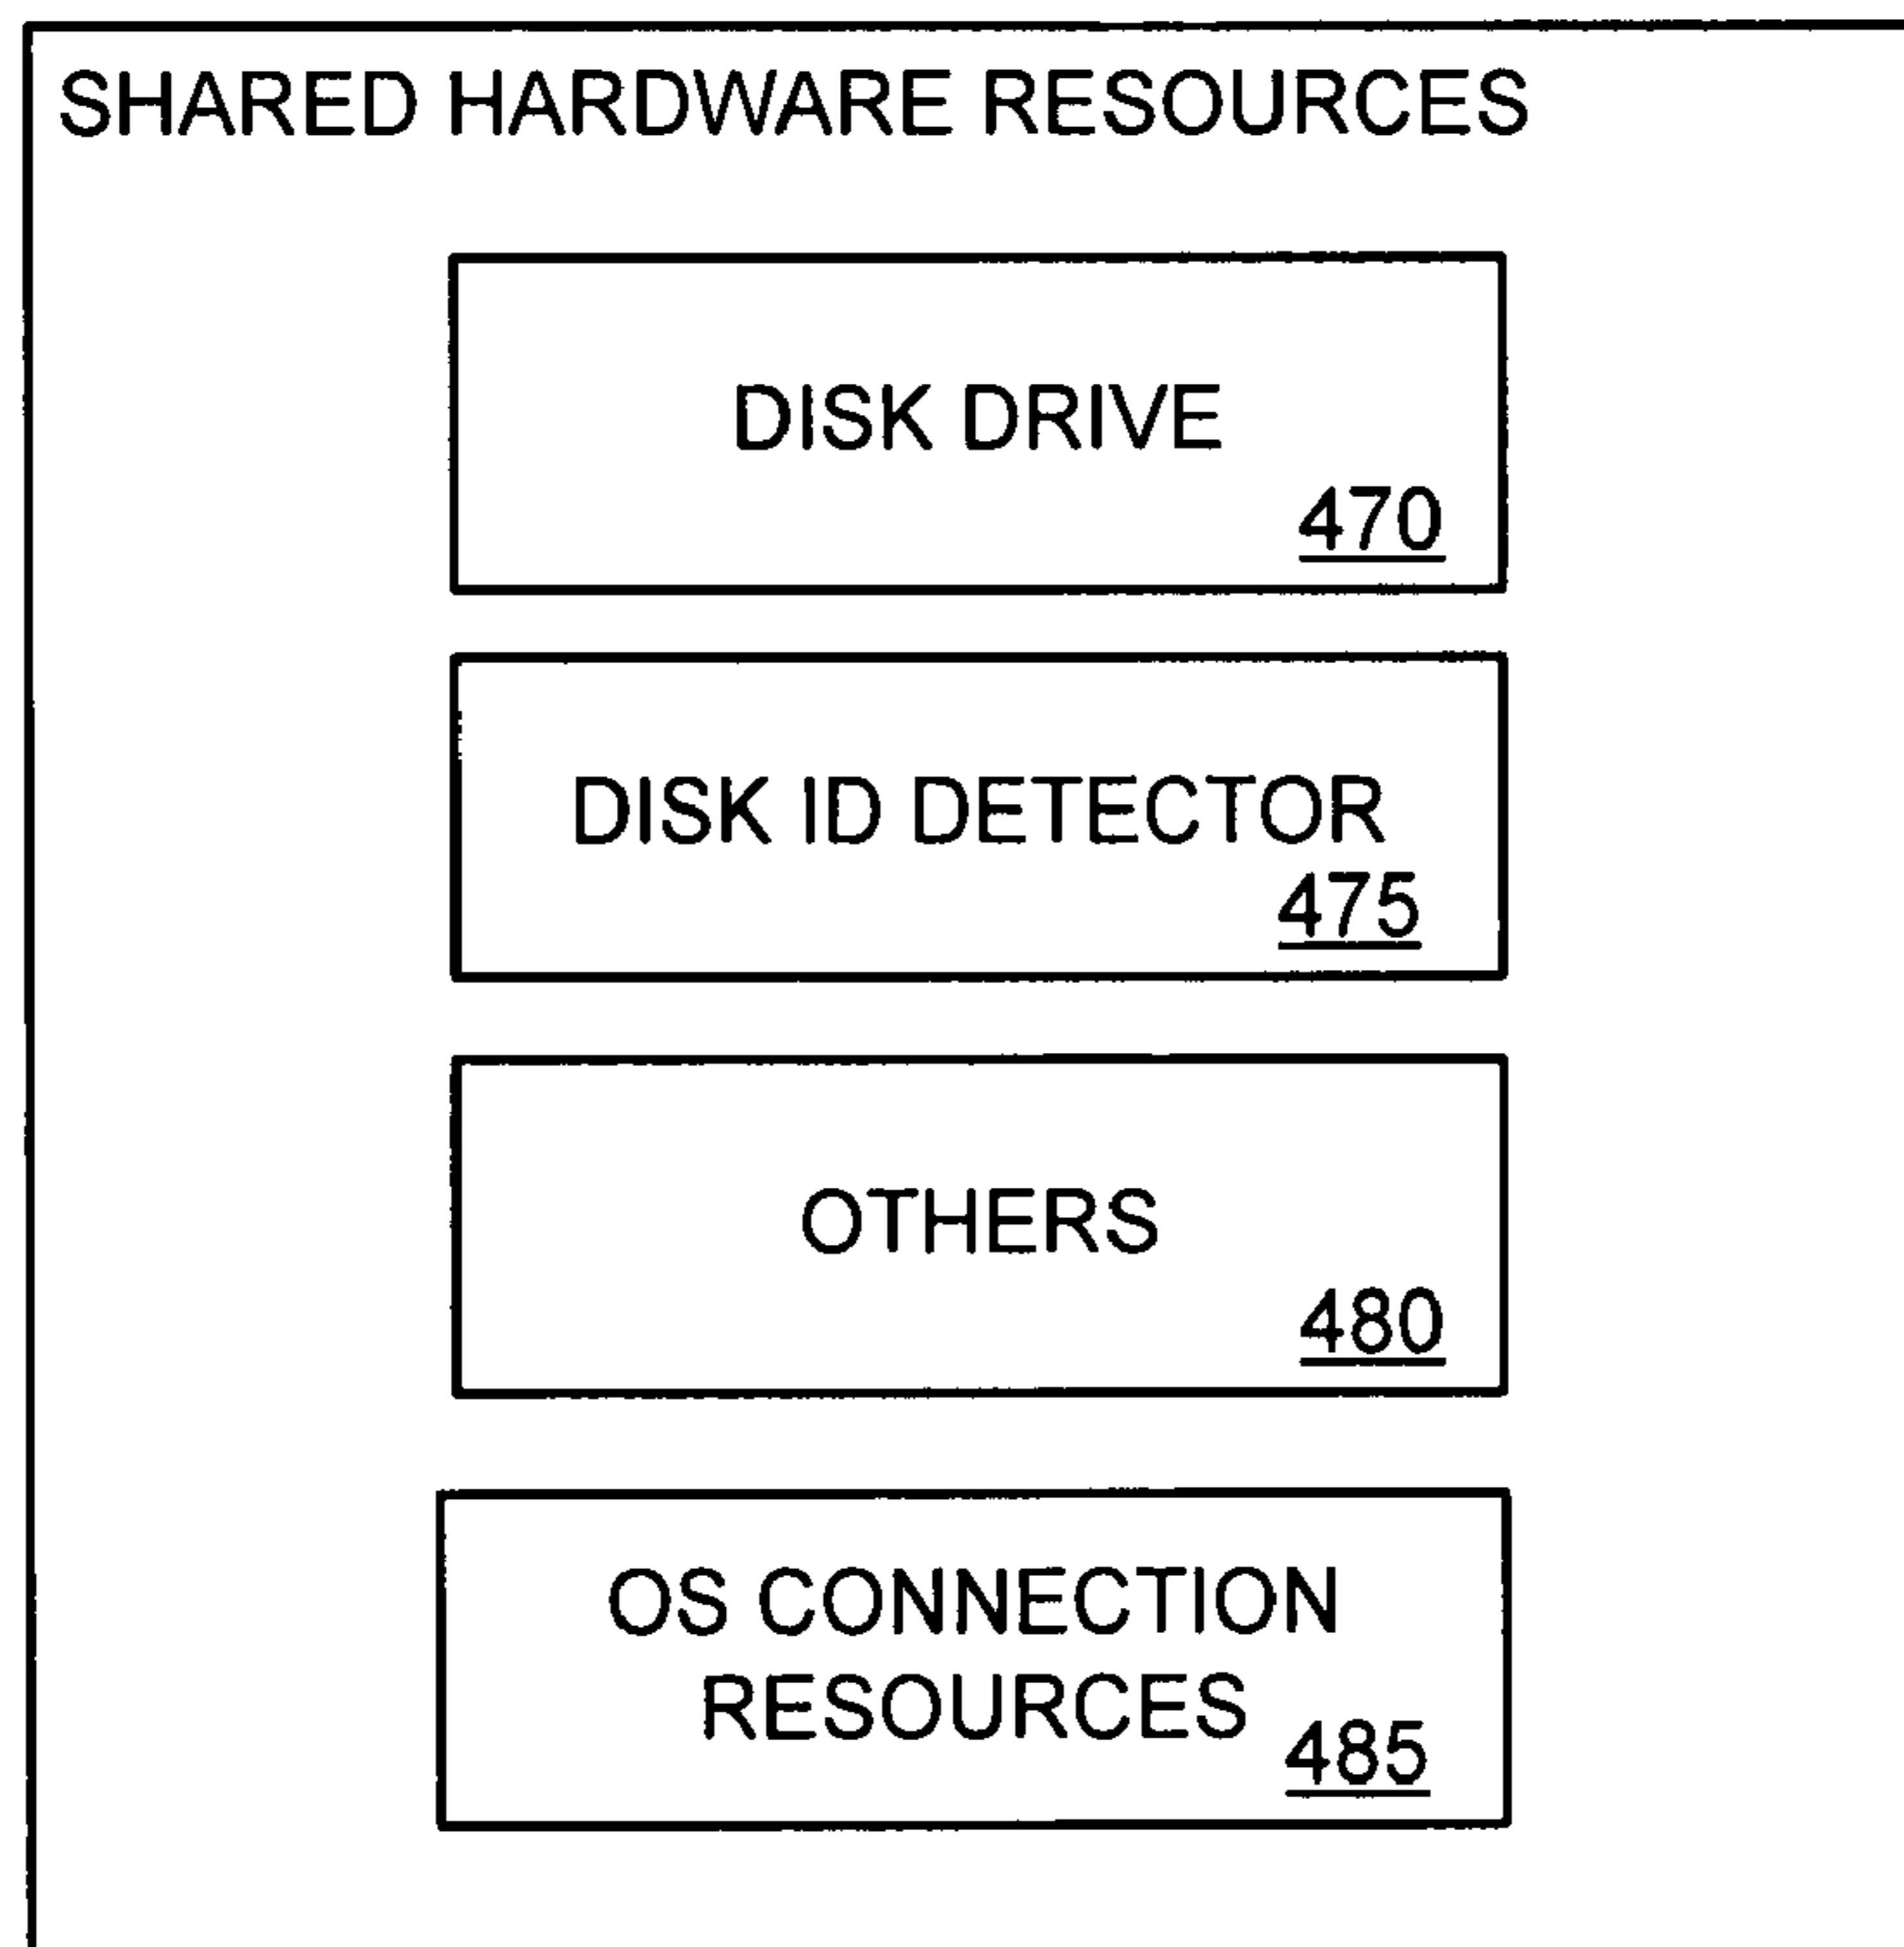 SHARED HARDWARE RESOURCES
DISK DRIVE
470
DISK ID DETECTOR
475
OTHERS
480
OS CONNECTION
RESOURCES
485